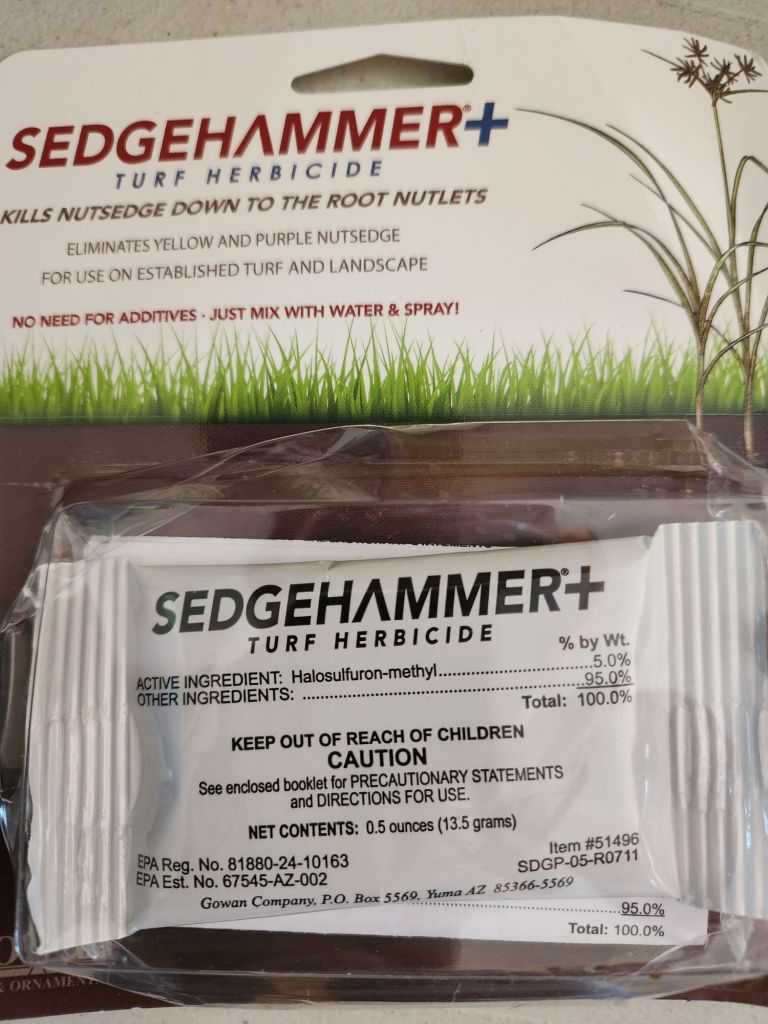 SEDGEHAMMER®+
TURF HERBICIDE
KILLS NUTSEDGE DOWN TO THE ROOT NUTLETS
ELIMINATES YELLOW AND PURPLE NUTSEDGE
FOR USE ON ESTABLISHED TURF AND LANDSCAPE
NO NEED FOR ADDITIVES · JUST MIX WITH WATER & SPRAY!
SEDGEHAMMER®+
TURF HERBICIDE
% by Wt.
ACTIVE INGREDIENT: Halosulfuron-methyl..............................5.0%
OTHER INGREDIENTS: ..............................95.0%
Total: 100.0%
KEEP OUT OF REACH OF CHILDREN
CAUTION
See enclosed booklet for PRECAUTIONARY STATEMENTS
and DIRECTIONS FOR USE.
NET CONTENTS: 0.5 ounces (13.5 grams)
EPA Reg. No. 81880-24-10163 Item #51496
EPA Est. No. 67545-AZ-002 SDGP-05-R0711
Gowan Company, P.O. Box 5569, Yuma AZ 85366-5569
..............................95.0%
Total: 100.0%